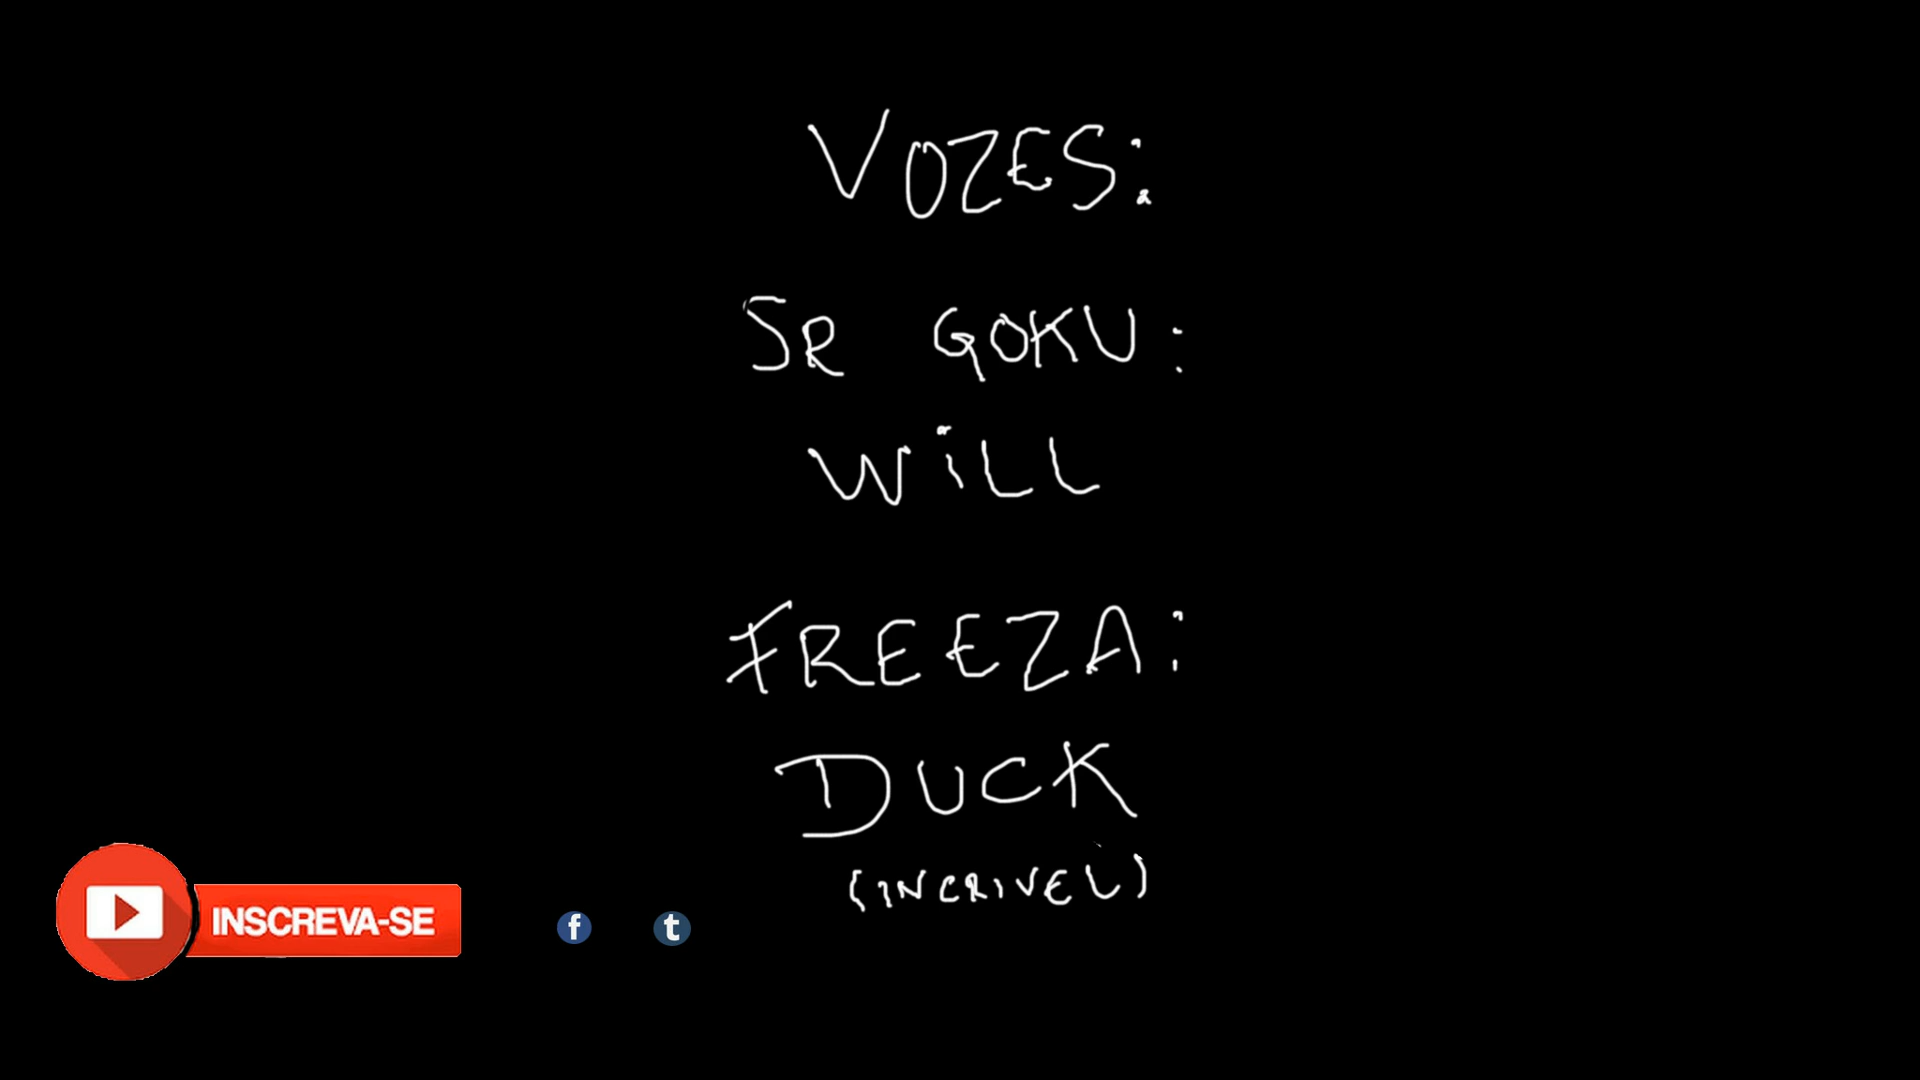 VOZES:
SR GOKU:
WiLL
FREEZA:
DUCK
(INCRIVEL)
INSCREVA-SE
f t